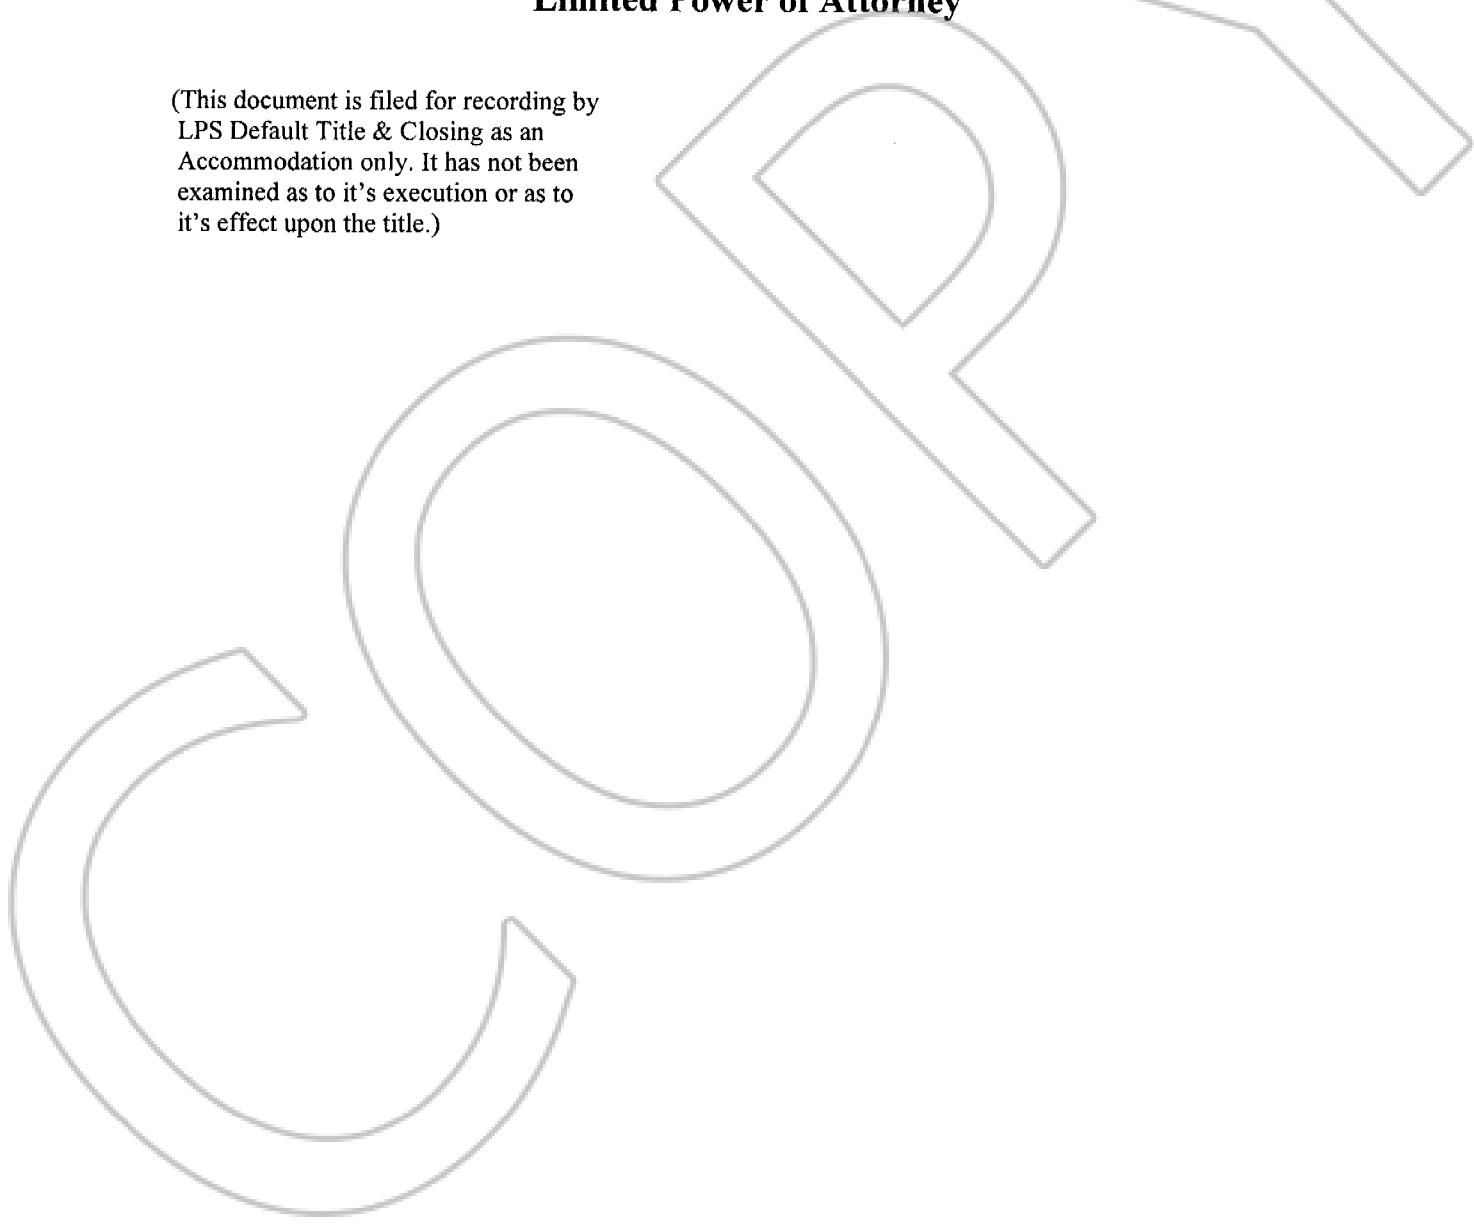 Limited Power of Attorney
(This document is filed for recording by
LPS Default Title & Closing as an
Accommodation only. It has not been
examined as to it's execution or as to
it's effect upon the title.)
COPY